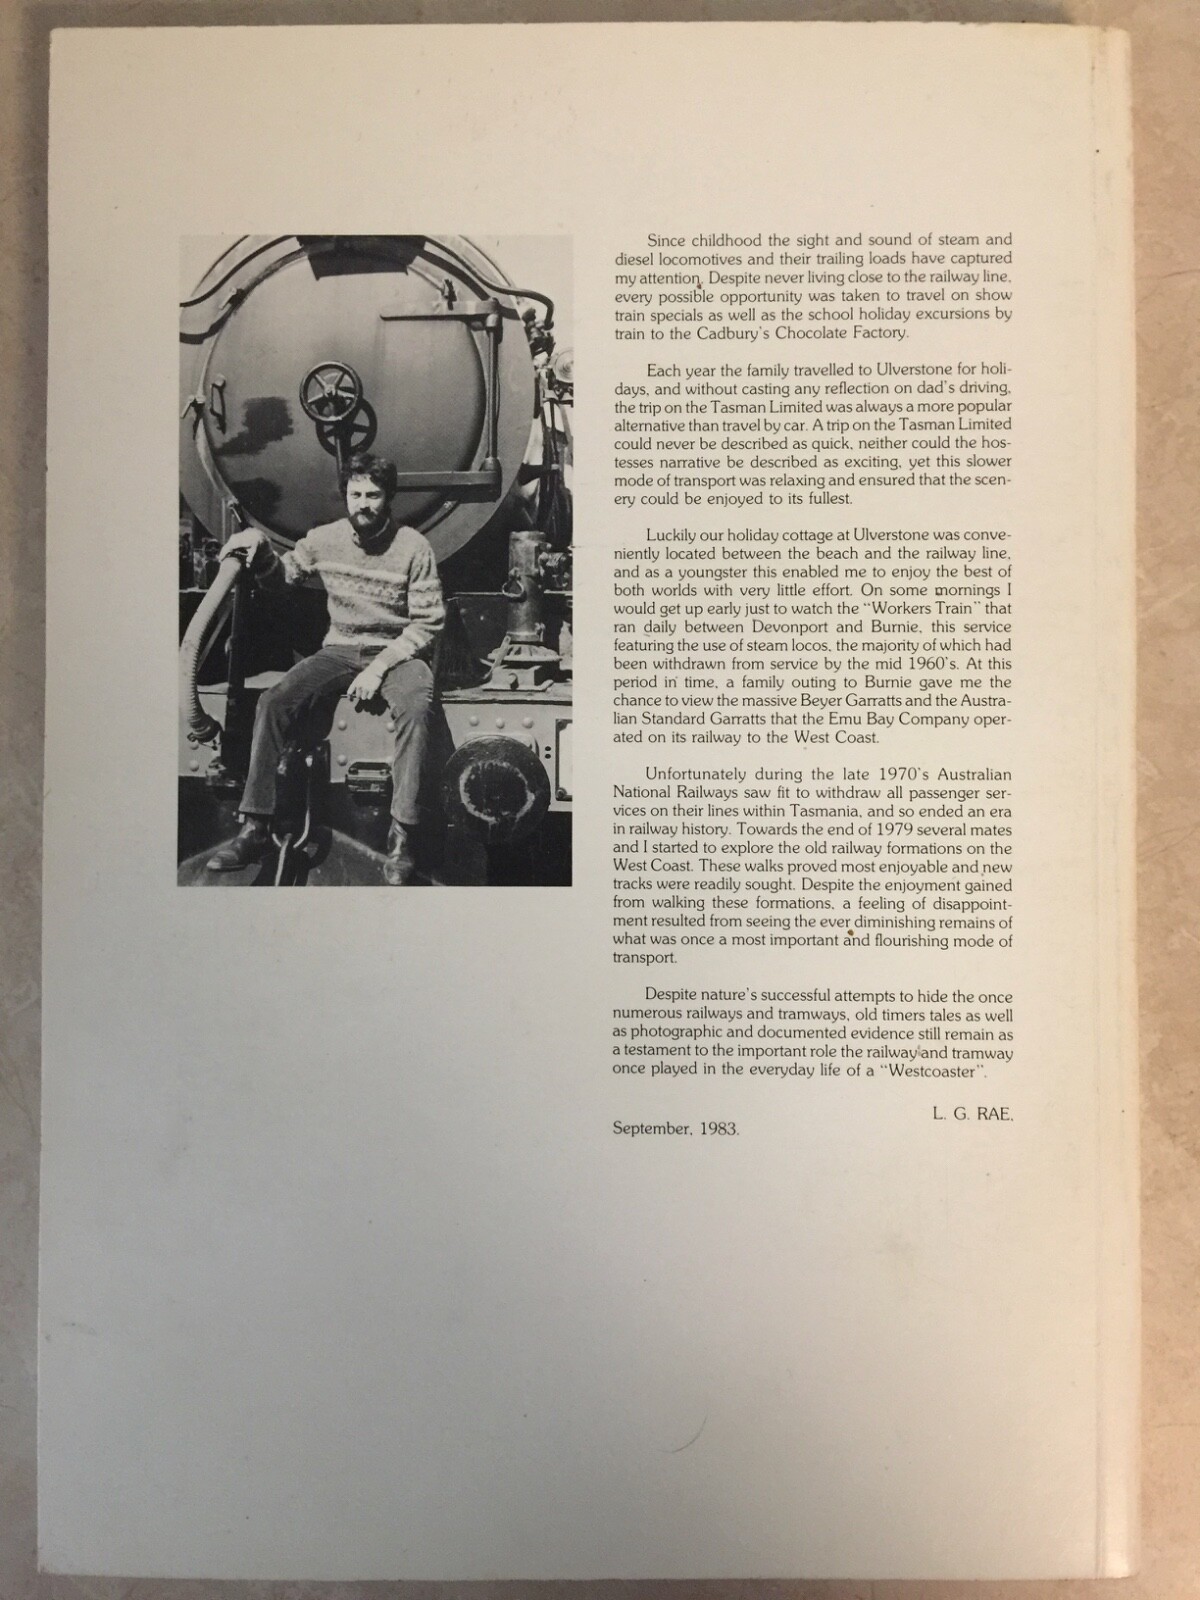 Since childhood the sight and sound of steam and
diesel locomotives and their trailing loads have captured
my attention. Despite never living close to the railway line,
every possible opportunity was taken to travel on show
train specials as well as the school holiday excursions by
train to the Cadbury's Chocolate Factory.
Each year the family travelled to Ulverstone for holi-
days, and without casting any reflection on dad's driving,
the trip on the Tasman Limited was always a more popular
alternative than travel by car. A trip on the Tasman Limited
could never be described as quick, neither could the hos-
tesses narrative be described as exciting, yet this slower
mode of transport was relaxing and ensured that the scen-
ery could be enjoyed to its fullest.
Luckily our holiday cottage at Ulverstone was conve-
niently located between the beach and the railway line,
and as a youngster this enabled me to enjoy the best of
both worlds with very little effort. On some mornings I
would get up early just to watch the "Workers Train" that
ran daily between Devonport and Burnie, this service
featuring the use of steam locos, the majority of which had
been withdrawn from service by the mid 1960's. At this
period in time, a family outing to Burnie gave me the
chance to view the massive Beyer Garratts and the Austra-
lian Standard Garratts that the Emu Bay Company oper-
ated on its railway to the West Coast.
Unfortunately during the late 1970's Australian
National Railways saw fit to withdraw all passenger ser-
vices on their lines within Tasmania, and so ended an era
in railway history. Towards the end of 1979 several mates
and I started to explore the old railway formations on the
West Coast. These walks proved most enjoyable and new
tracks were readily sought. Despite the enjoyment gained
from walking these formations, a feeling of disappoint-
ment resulted from seeing the ever diminishing remains of
what was once a most important and flourishing mode of
transport.
Despite nature's successful attempts to hide the once
numerous railways and tramways, old timers tales as well
as photographic and documented evidence still remain as
a testament to the important role the railway and tramway
once played in the everyday life of a "Westcoaster".
L. G. RAE.
September, 1983.